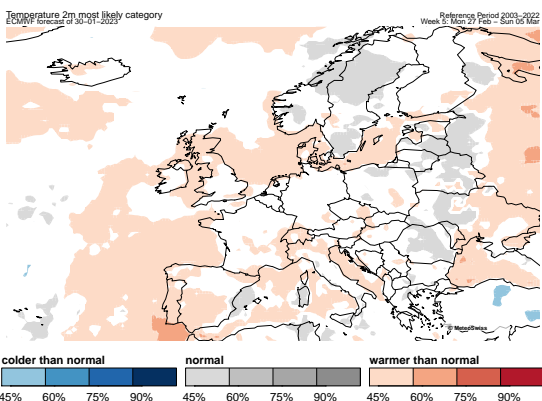 Temperature 2m most likely category
Reference Period 2003–2022
ECMWF forecast of 30–01–2023
Week 5: Mon 27 Feb – Sun 05 Mar
© MeteoSwiss
colder than normal
normal
warmer than normal
45% 60% 75% 90%
45% 60% 75% 90%
45% 60% 75% 90%